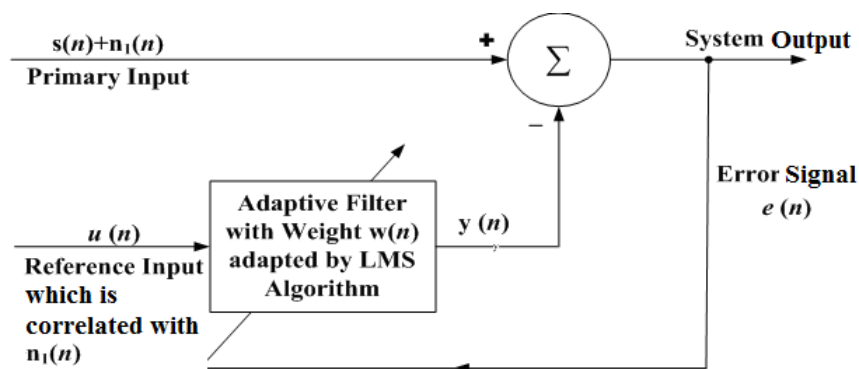 s(n)+n₁(n)
Primary Input
+
Σ
System Output
−
Error Signal
e (n)
Adaptive Filter
with Weight w(n)
adapted by LMS
Algorithm
y (n)
u (n)
Reference Input
which is
correlated with
n₁(n)